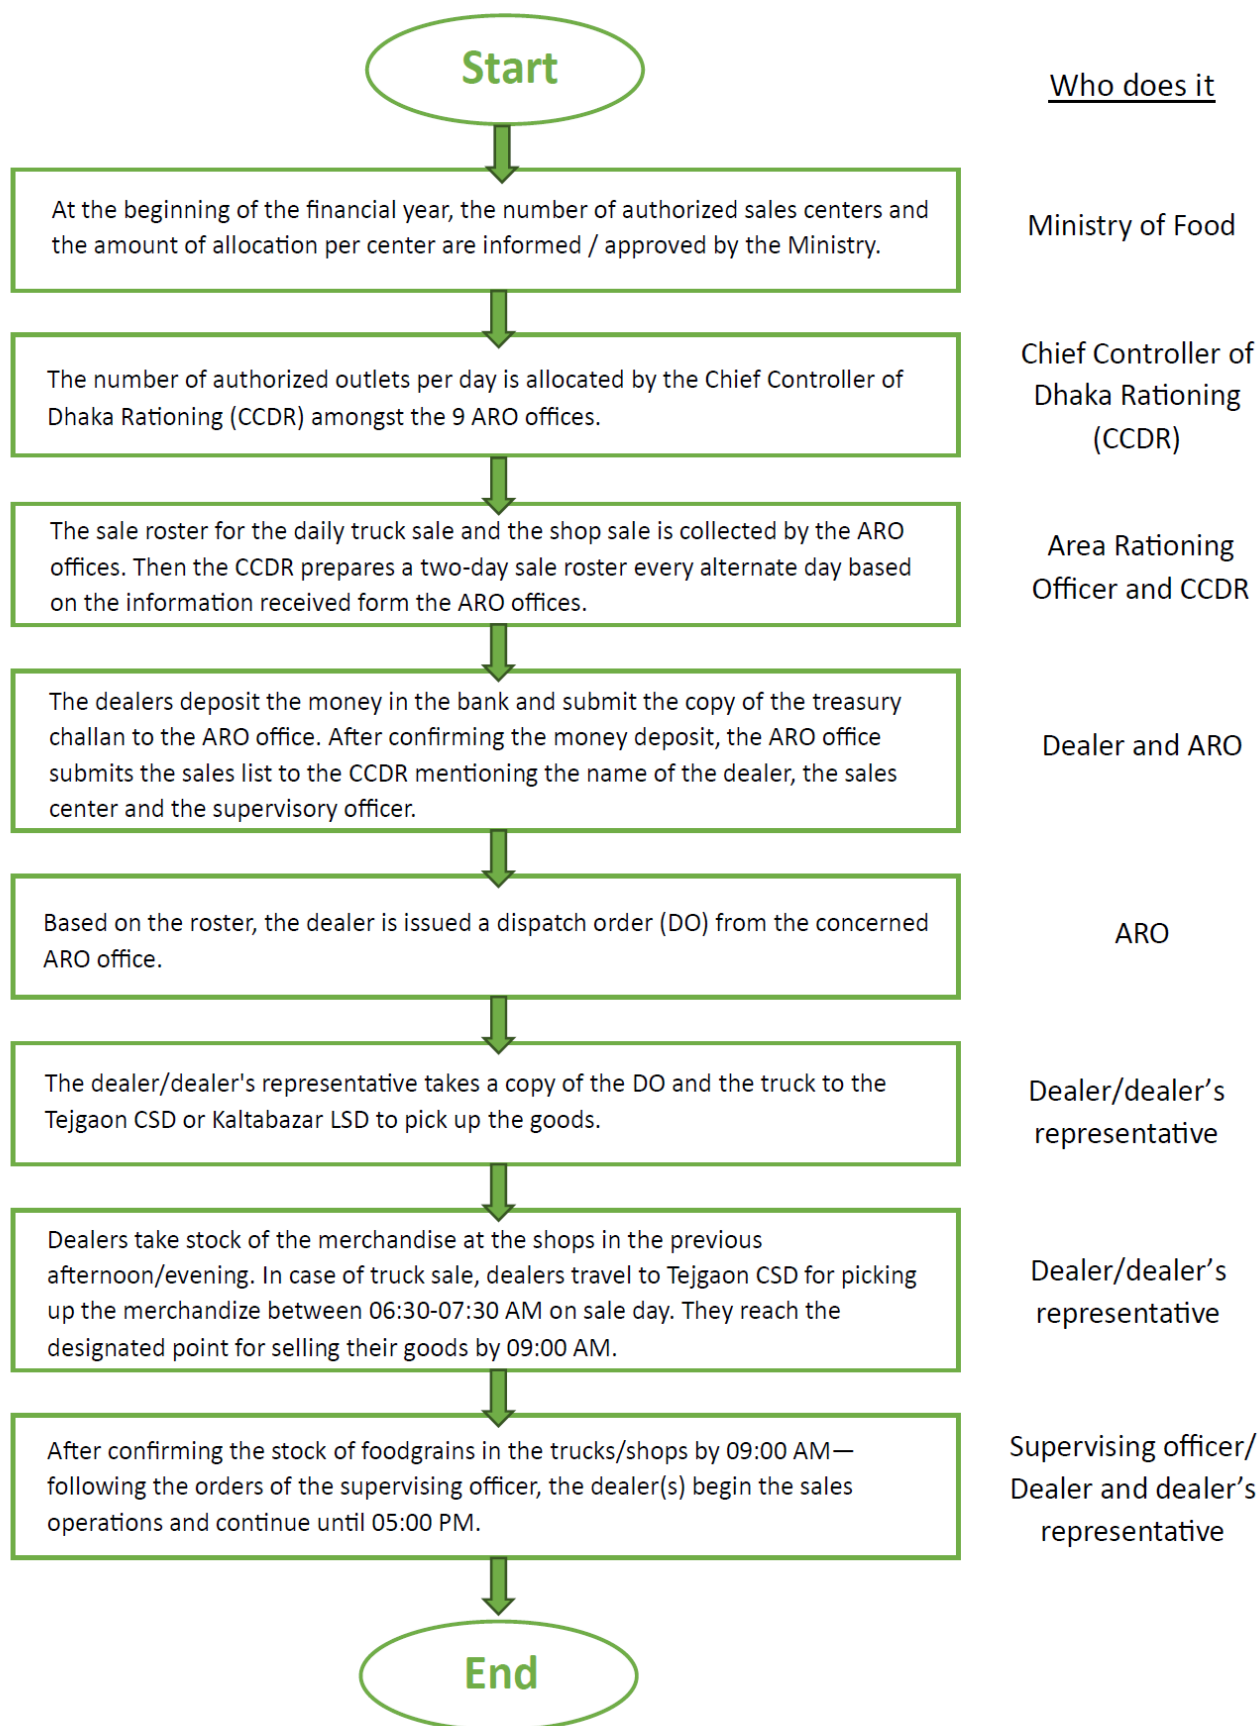 Start
Who does it
At the beginning of the financial year, the number of authorized sales centers and
the amount of allocation per center are informed / approved by the Ministry.
Ministry of Food
The number of authorized outlets per day is allocated by the Chief Controller of
Dhaka Rationing (CCDR) amongst the 9 ARO offices.
Chief Controller of
Dhaka Rationing
(CCDR)
The sale roster for the daily truck sale and the shop sale is collected by the ARO
offices. Then the CCDR prepares a two-day sale roster every alternate day based
on the information received form the ARO offices.
Area Rationing
Officer and CCDR
The dealers deposit the money in the bank and submit the copy of the treasury
challan to the ARO office. After confirming the money deposit, the ARO office
submits the sales list to the CCDR mentioning the name of the dealer, the sales
center and the supervisory officer.
Dealer and ARO
Based on the roster, the dealer is issued a dispatch order (DO) from the concerned
ARO office.
ARO
The dealer/dealer's representative takes a copy of the DO and the truck to the
Tejgaon CSD or Kaltabazar LSD to pick up the goods.
Dealer/dealer’s
representative
Dealers take stock of the merchandise at the shops in the previous
afternoon/evening. In case of truck sale, dealers travel to Tejgaon CSD for picking
up the merchandize between 06:30-07:30 AM on sale day. They reach the
designated point for selling their goods by 09:00 AM.
Dealer/dealer’s
representative
After confirming the stock of foodgrains in the trucks/shops by 09:00 AM—
following the orders of the supervising officer, the dealer(s) begin the sales
operations and continue until 05:00 PM.
Supervising officer/
Dealer and dealer’s
representative
End